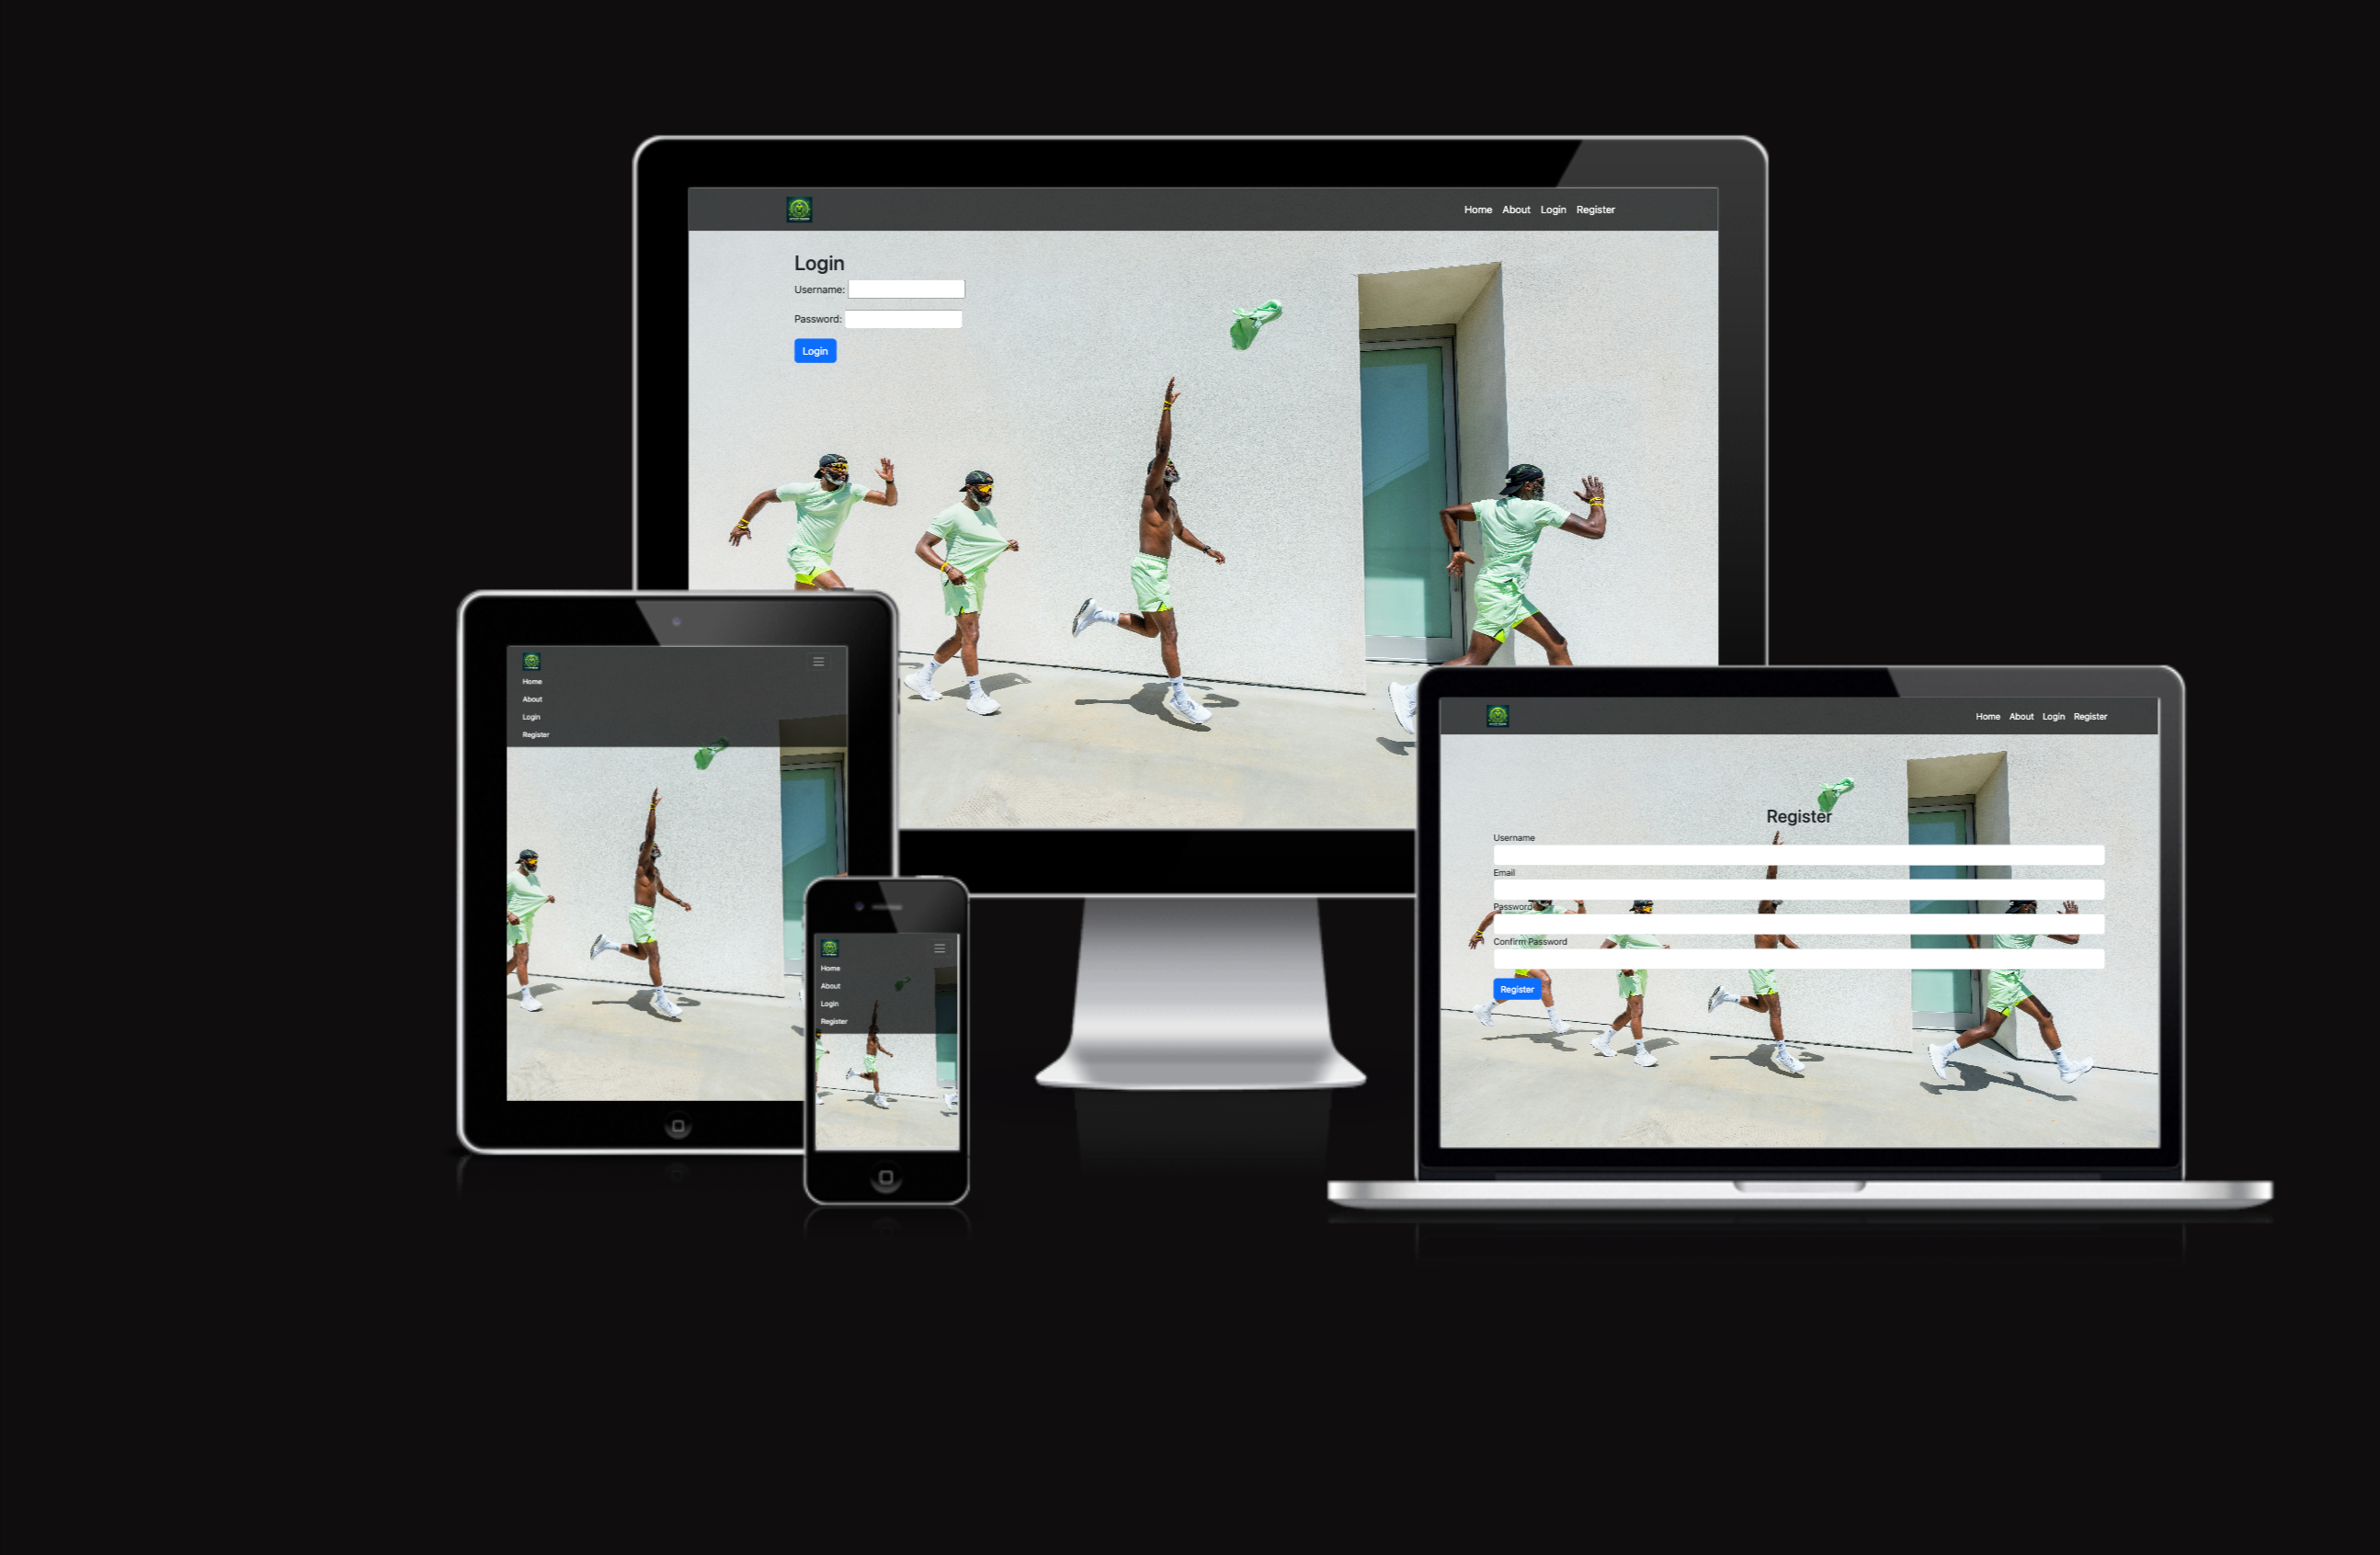 Home About Login Register
Login
Username:
Password:
Login
Home
About
Login
Register
Home
About
Login
Register
Home About Login Register
Register
Username
Email
Password
Confirm Password
Register